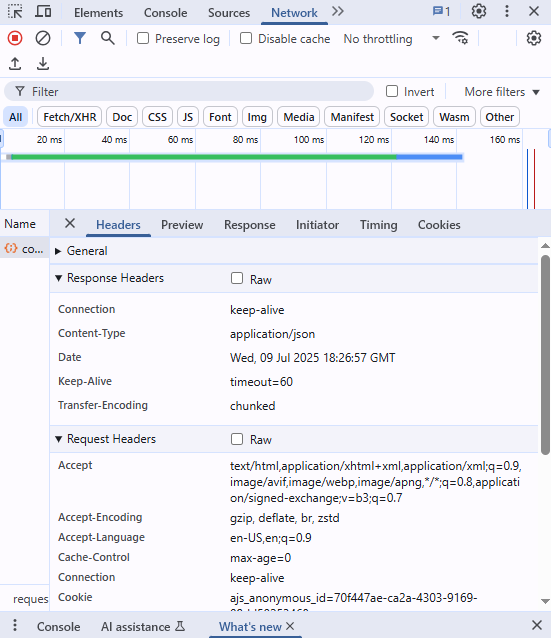 Elements Console Sources Network 1
Preserve log Disable cache No throttling
Filter Invert More filters
All Fetch/XHR Doc CSS JS Font Img Media Manifest Socket Wasm Other
20 ms 40 ms 60 ms 80 ms 100 ms 120 ms 140 ms 160 ms
Name Headers Preview Response Initiator Timing Cookies
co...
General
Response Headers Raw
Connection keep-alive
Content-Type application/json
Date Wed, 09 Jul 2025 18:26:57 GMT
Keep-Alive timeout=60
Transfer-Encoding chunked
Request Headers Raw
Accept text/html,application/xhtml+xml,application/xml;q=0.9,
image/avif,image/webp,image/apng,*/*;q=0.8,applicat
ion/signed-exchange;v=b3;q=0.7
Accept-Encoding gzip, deflate, br, zstd
Accept-Language en-US,en;q=0.9
Cache-Control max-age=0
Connection keep-alive
Cookie ajs_anonymous_id=70f447ae-ca2a-4303-9169-
reques
Console AI assistance What's new